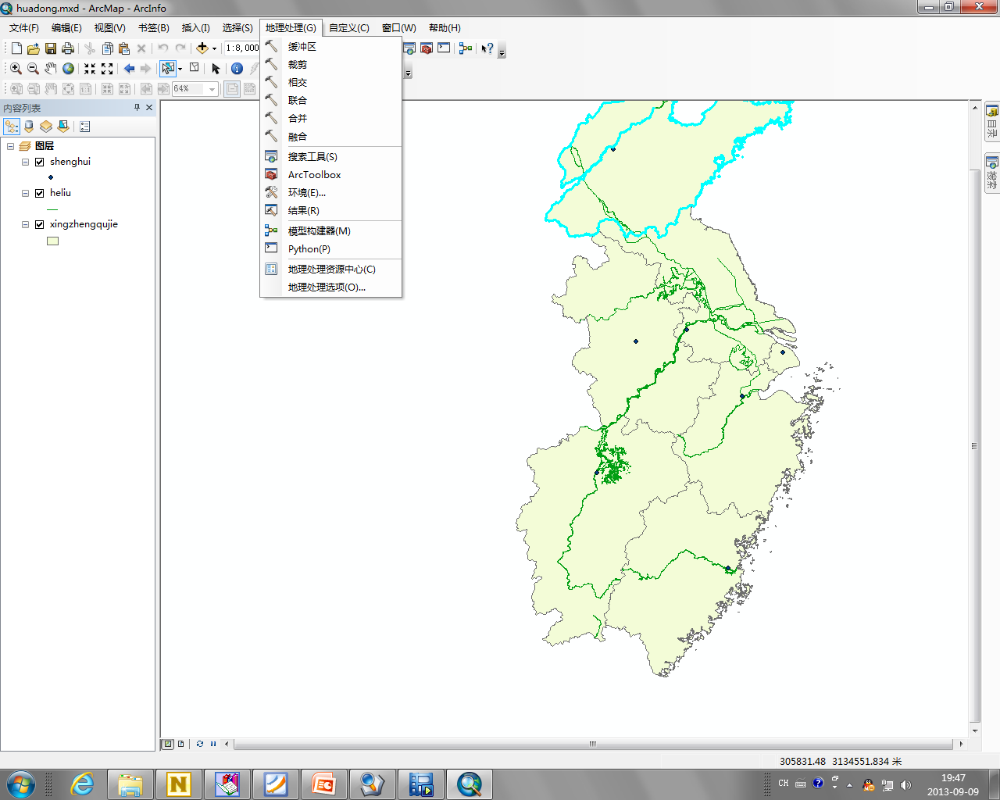 huadong.mxd - ArcMap - ArcInfo
文件(F) 编辑(E) 视图(V) 书签(B) 插入(I) 选择(S) 地理处理(G) 自定义(C) 窗口(W) 帮助(H)
1:8,000
64%
缓冲区
裁剪
相交
联合
合并
融合
搜索工具(S)
ArcToolbox
环境(E)...
结果(R)
模型构建器(M)
Python(P)
地理处理资源中心(C)
地理处理选项(O)...
内容列表
图层
shenghui
heliu
xingzhengqujie
目录
搜索
305831.48 3134551.834 米
CH
19:47
2013-09-09